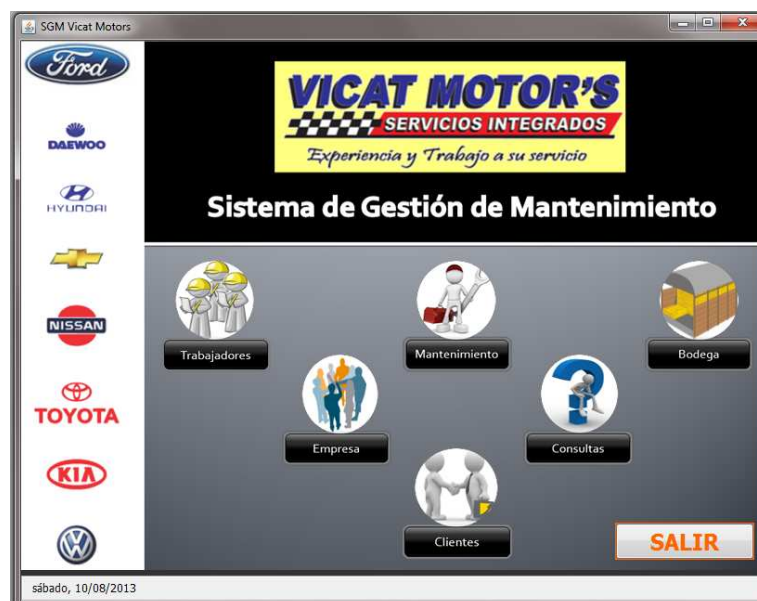 SGM Vicat Motors
Ford
DAEWOO
HYUNDAI
NISSAN
TOYOTA
KIA
VICAT MOTOR'S
SERVICIOS INTEGRADOS
Experiencia y Trabajo a su servicio
Sistema de Gestión de Mantenimiento
Trabajadores
Mantenimiento
Bodega
Empresa
Consultas
Clientes
SALIR
sábado, 10/08/2013